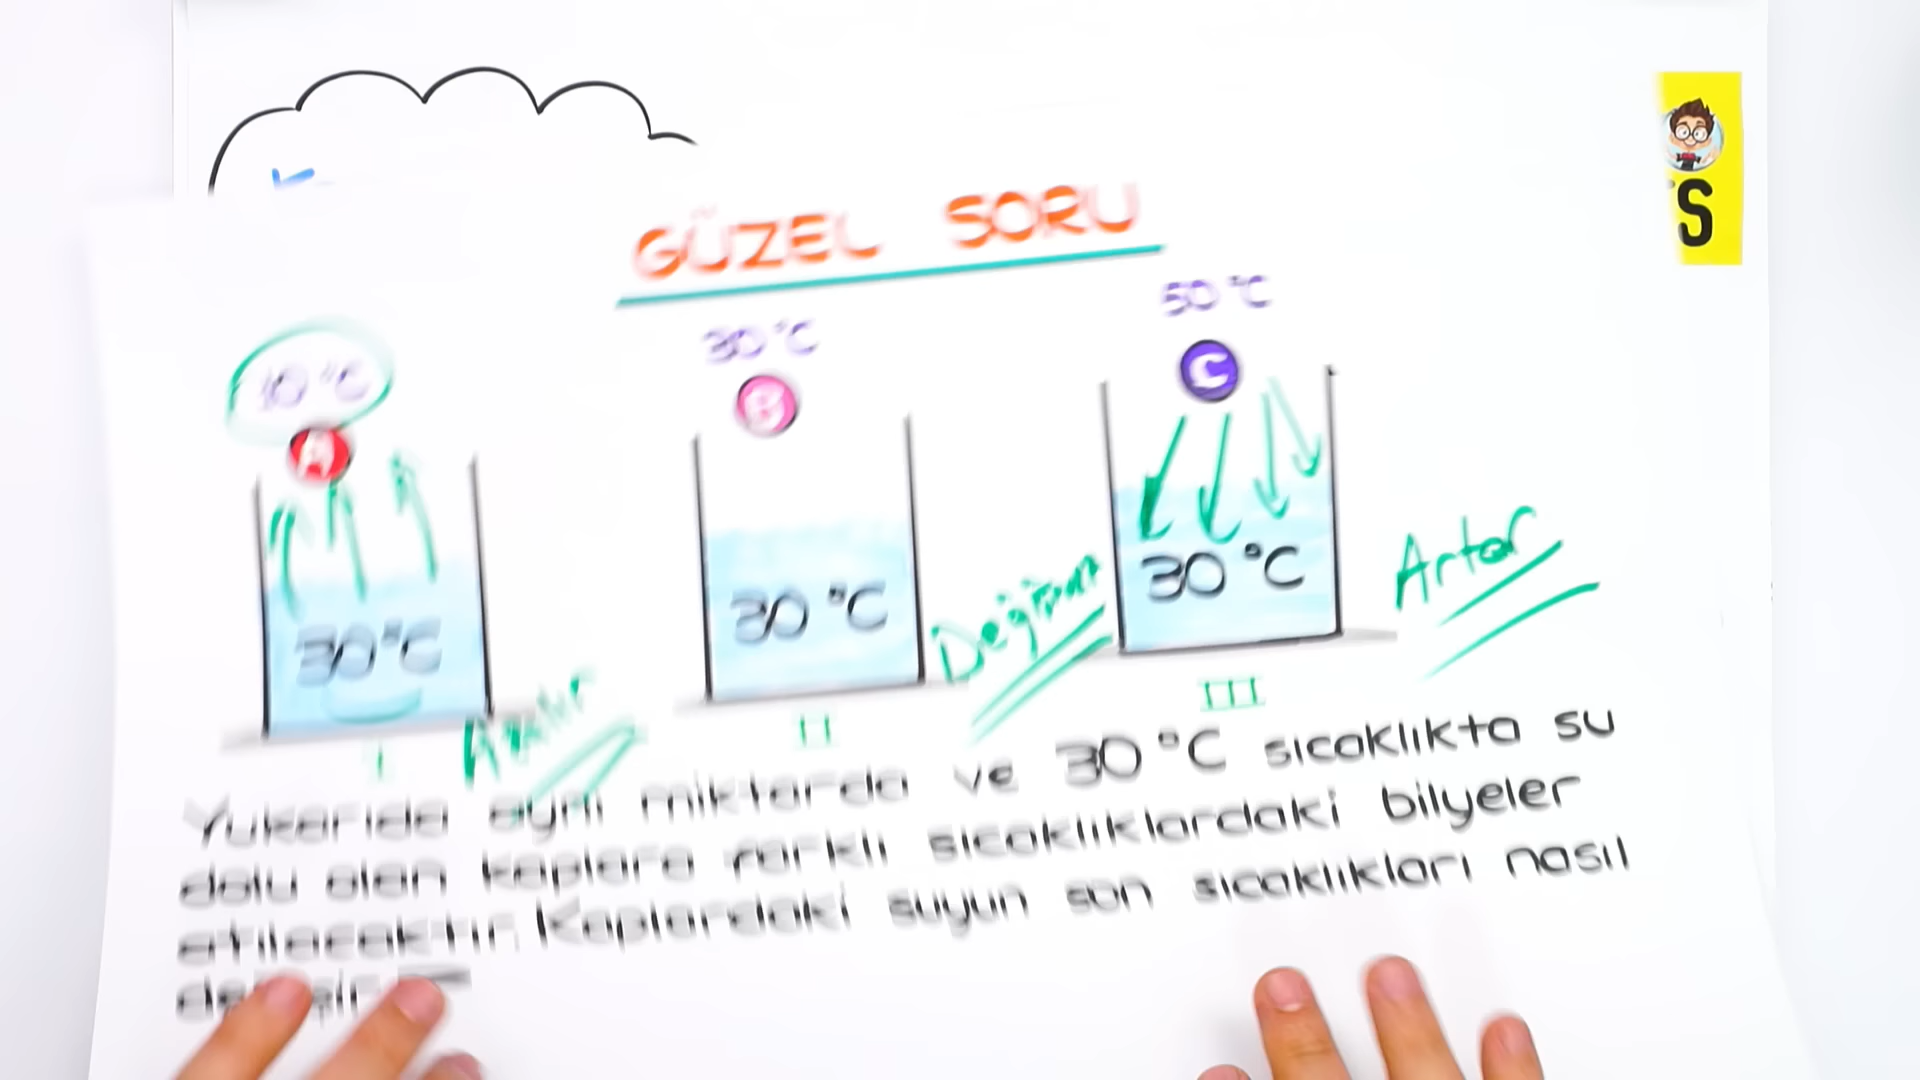 GÜZEL SORU
10 °C
30 °C
50 °C
A
B
C
30 °C
30 °C
30 °C
Azalır
Değişmez
Artar
I
II
III
Yukarıda aynı miktarda ve 30 °C sıcaklıkta su
dolu olan kaplara farklı sıcaklıklardaki bilyeler
atılacaktır. Kaplardaki suyun son sıcaklıkları nasıl
değişir
S